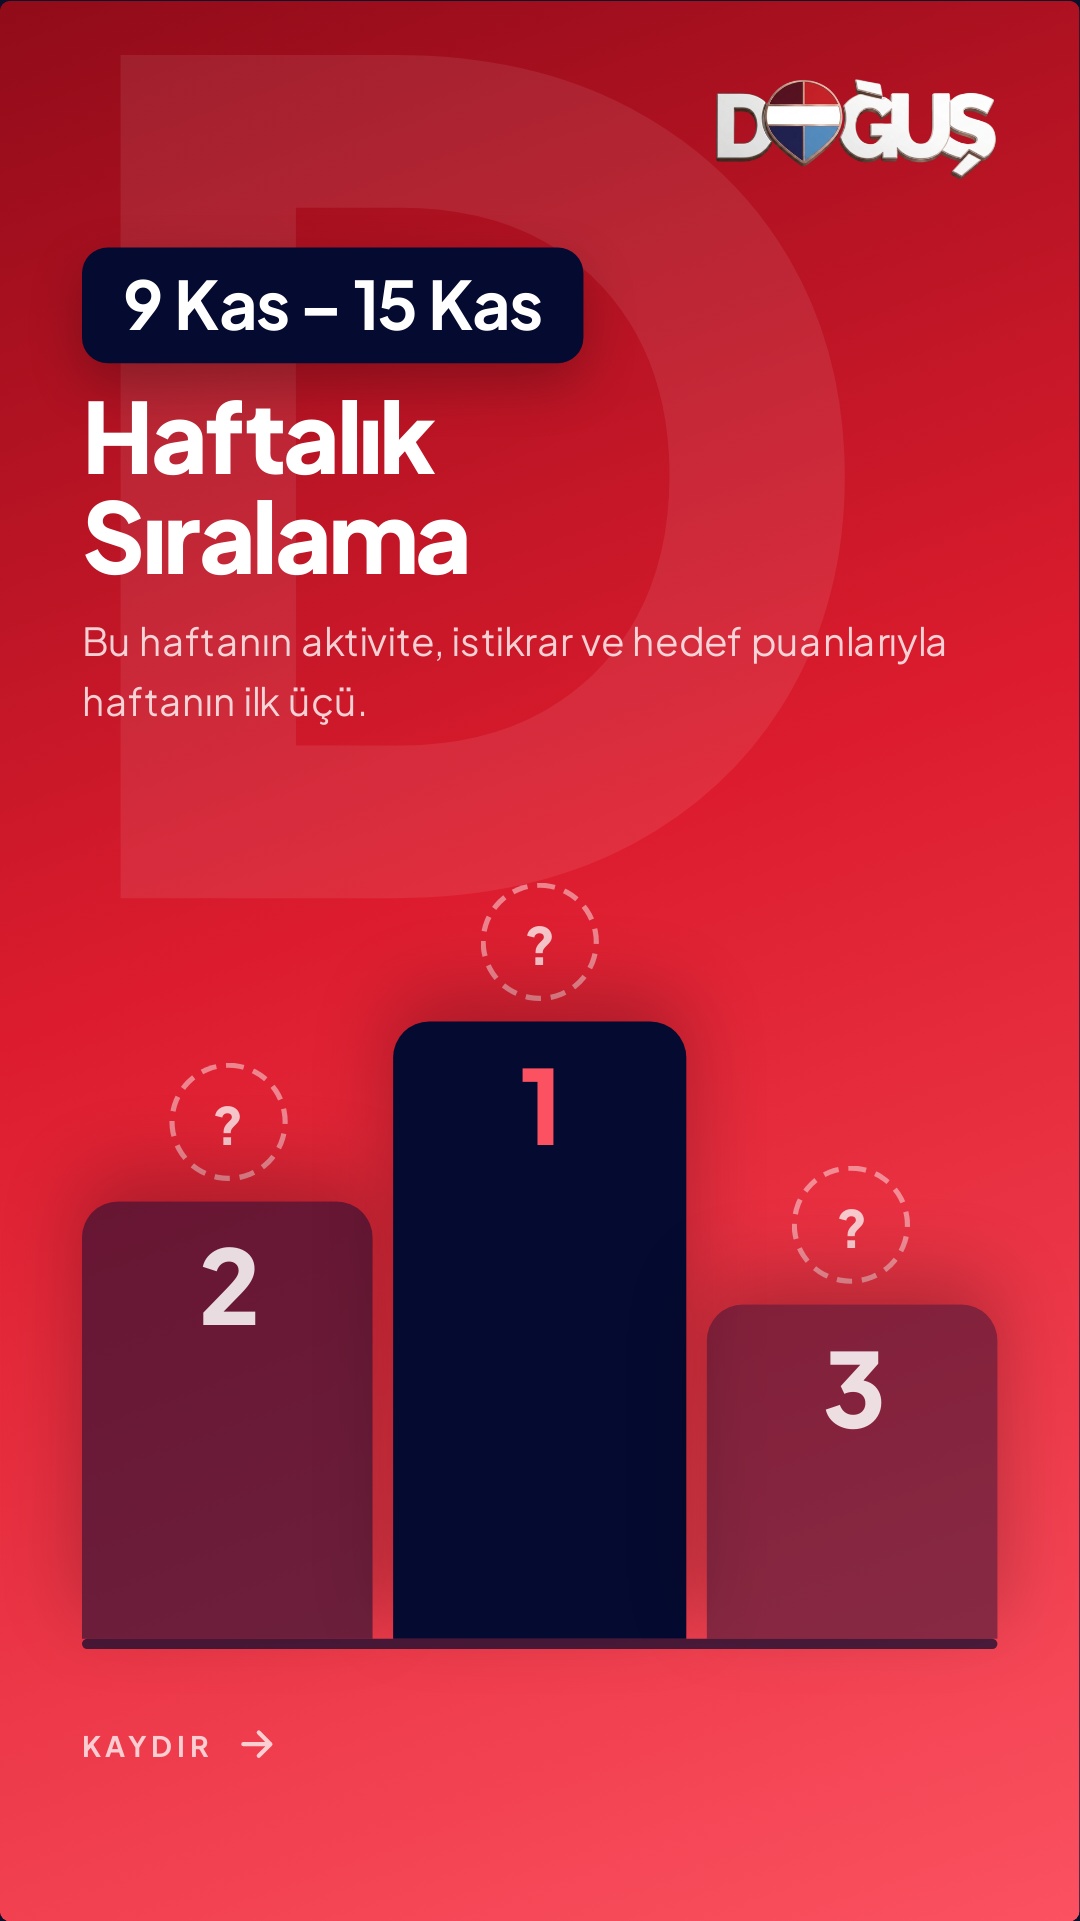 DOĞUŞ
9 Kas – 15 Kas
Haftalık
Sıralama
Bu haftanın aktivite, istikrar ve hedef puanlarıyla
haftanın ilk üçü.
?
1
?
2
?
3
KAYDIR →